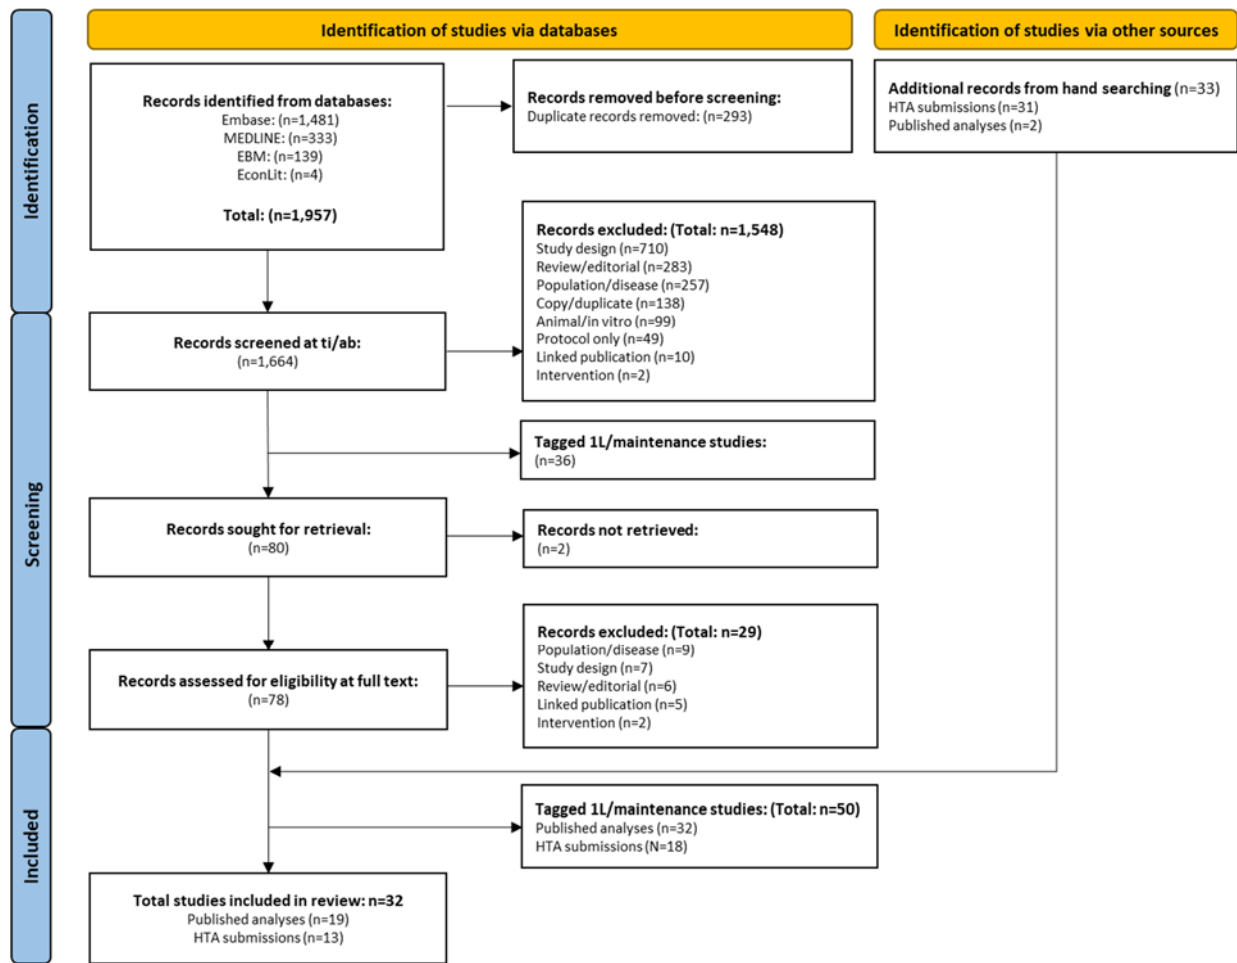 Identification of studies via databases
Identification of studies via other sources
Identification
Records identified from databases:
Embase: (n=1,481)
MEDLINE: (n=333)
EBM: (n=139)
EconLit: (n=4)
Total: (n=1,957)
Records removed before screening:
Duplicate records removed: (n=293)
Additional records from hand searching (n=33)
HTA submissions (n=31)
Published analyses (n=2)
Records excluded: (Total: n=1,548)
Study design (n=710)
Review/editorial (n=283)
Population/disease (n=257)
Copy/duplicate (n=138)
Animal/in vitro (n=99)
Protocol only (n=49)
Linked publication (n=10)
Intervention (n=2)
Screening
Records screened at ti/ab:
(n=1,664)
Tagged 1L/maintenance studies:
(n=36)
Records sought for retrieval:
(n=80)
Records not retrieved:
(n=2)
Records assessed for eligibility at full text:
(n=78)
Records excluded: (Total: n=29)
Population/disease (n=9)
Study design (n=7)
Review/editorial (n=6)
Linked publication (n=5)
Intervention (n=2)
Included
Tagged 1L/maintenance studies: (Total: n=50)
Published analyses (n=32)
HTA submissions (N=18)
Total studies included in review: n=32
Published analyses (n=19)
HTA submissions (n=13)